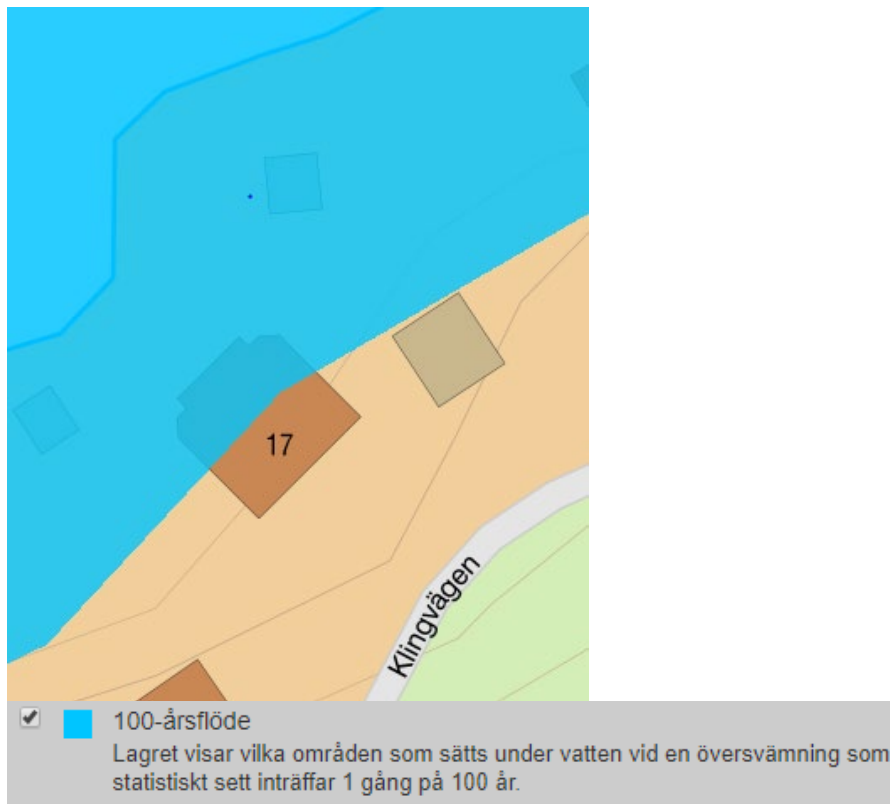 17
Klingvägen
100-årsflöde
Lagret visar vilka områden som sätts under vatten vid en översvämning som
statistiskt sett inträffar 1 gång på 100 år.